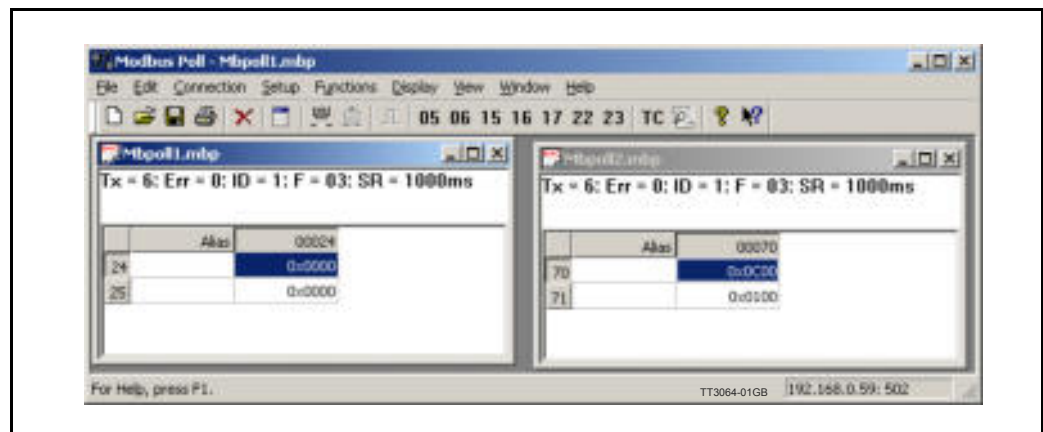 Modbus Poll - Mbpoll1.mbp
File Edit Connection Setup Functions Display View Window Help
05 06 15 16 17 22 23 TC
Mbpoll1.mbp
Tx = 6: Err = 0: ID = 1: F = 03: SR = 1000ms
Alias 00024
24 0x0000
25 0x0000
Mbpoll2.mbp
Tx = 6: Err = 0: ID = 1: F = 03: SR = 1000ms
Alias 00070
70 0x0C00
71 0x0100
For Help, press F1.
TT3064-01GB
192.168.0.59: 502